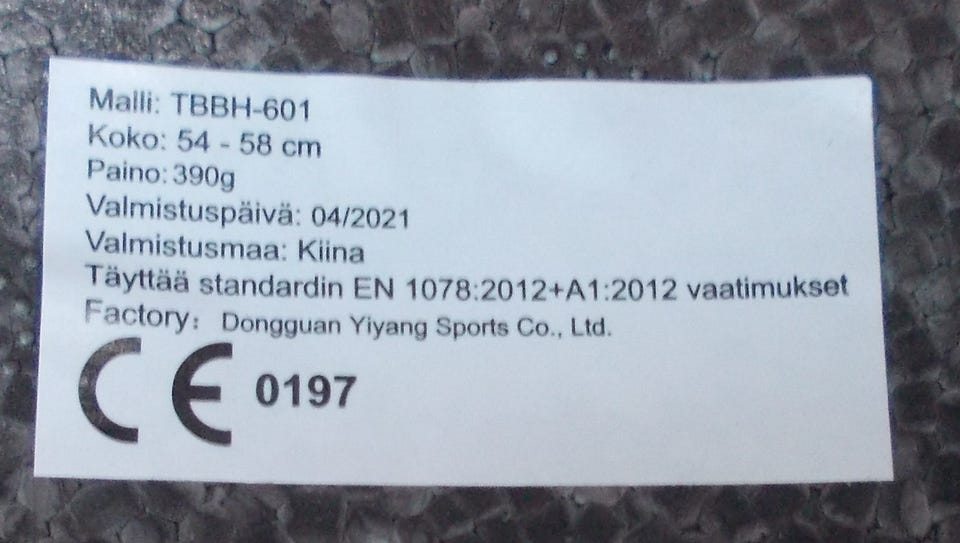 Malli: TBBH-601
Koko: 54 - 58 cm
Paino: 390g
Valmistuspäivä: 04/2021
Valmistusmaa: Kiina
Täyttää standardin EN 1078:2012+A1:2012 vaatimukset
Factory: Dongguan Yiyang Sports Co., Ltd.
CE 0197